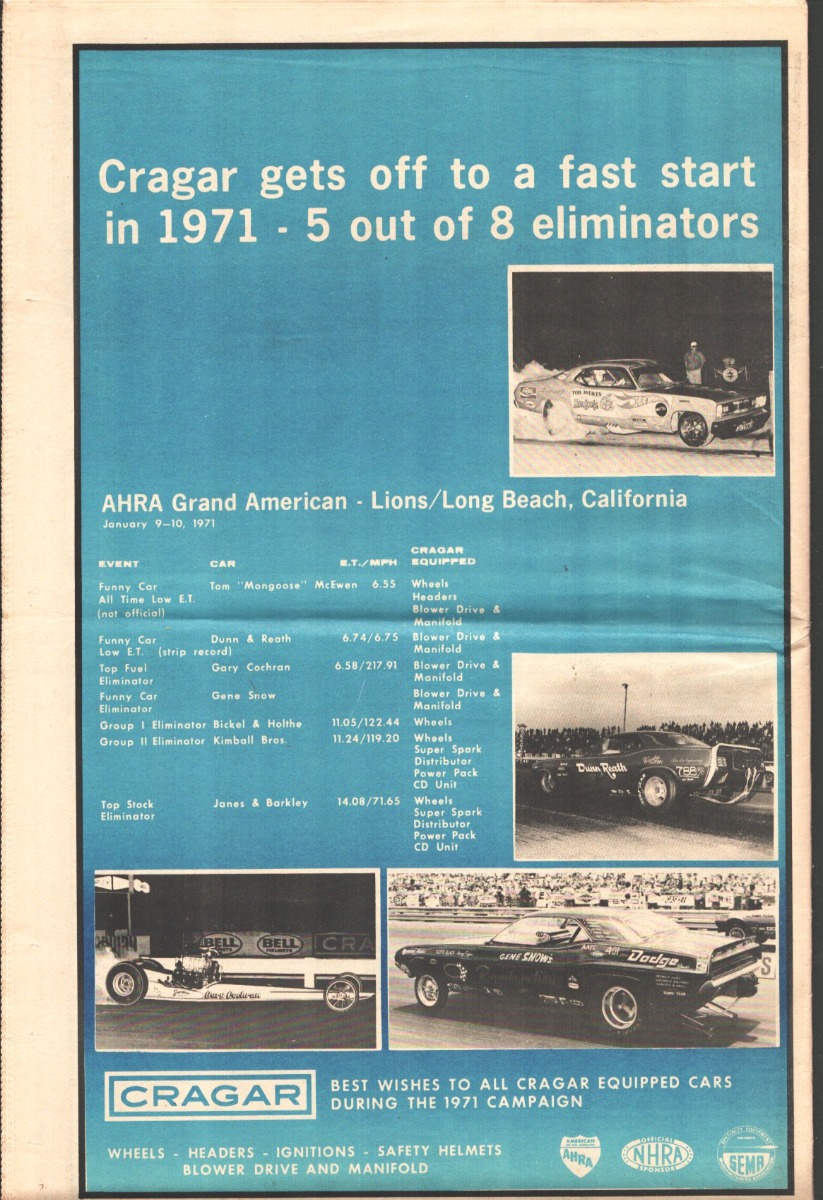 Cragar gets off to a fast start
in 1971 - 5 out of 8 eliminators
TOM McEWEN
AHRA Grand American - Lions/Long Beach, California
January 9–10, 1971
EVENT CAR E.T./MPH CRAGAR EQUIPPED
Funny Car Tom "Mongoose" McEwen 6.55 Wheels
All Time Low E.T. Headers
(not official) Blower Drive &
Manifold
Funny Car Dunn & Reath 6.74/6.75 Blower Drive &
Low E.T. (strip record) Manifold
Top Fuel Gary Cochran 6.58/217.91 Blower Drive &
Eliminator Manifold
Funny Car Gene Snow Blower Drive &
Eliminator Manifold
Group I Eliminator Bickel & Holthe 11.05/122.44 Wheels
Group II Eliminator Kimball Bros. 11.24/119.20 Wheels
Super Spark
Distributor
Power Pack
CD Unit
Top Stock Janes & Barkley 14.08/71.65 Wheels
Eliminator Super Spark
Distributor
Power Pack
CD Unit
Dunn Reath
BELL BELL CRA
GENE SNOW'S
401
Dodge
S
CRAGAR
BEST WISHES TO ALL CRAGAR EQUIPPED CARS
DURING THE 1971 CAMPAIGN
WHEELS - HEADERS - IGNITIONS - SAFETY HELMETS
BLOWER DRIVE AND MANIFOLD
AMERICAN
AHRA
OFFICIAL
NHRA
SPONSOR
SEMA